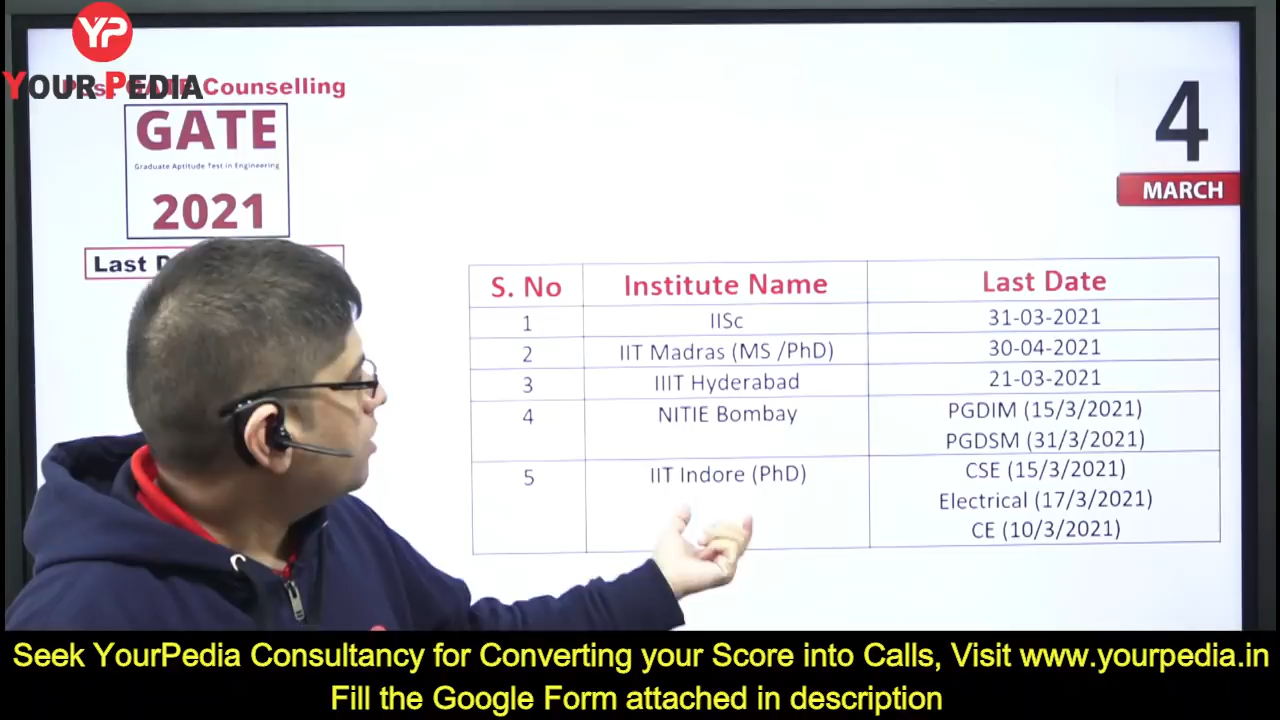 YP
YOUR PEDIA
Counselling
GATE
Graduate Aptitude Test in Engineering
2021
Last
4
MARCH
S. No Institute Name Last Date
1 IISc 31-03-2021
2 IIT Madras (MS /PhD) 30-04-2021
3 IIIT Hyderabad 21-03-2021
4 NITIE Bombay PGDIM (15/3/2021)
PGDSM (31/3/2021)
5 IIT Indore (PhD) CSE (15/3/2021)
Electrical (17/3/2021)
CE (10/3/2021)
Seek YourPedia Consultancy for Converting your Score into Calls, Visit www.yourpedia.in
Fill the Google Form attached in description